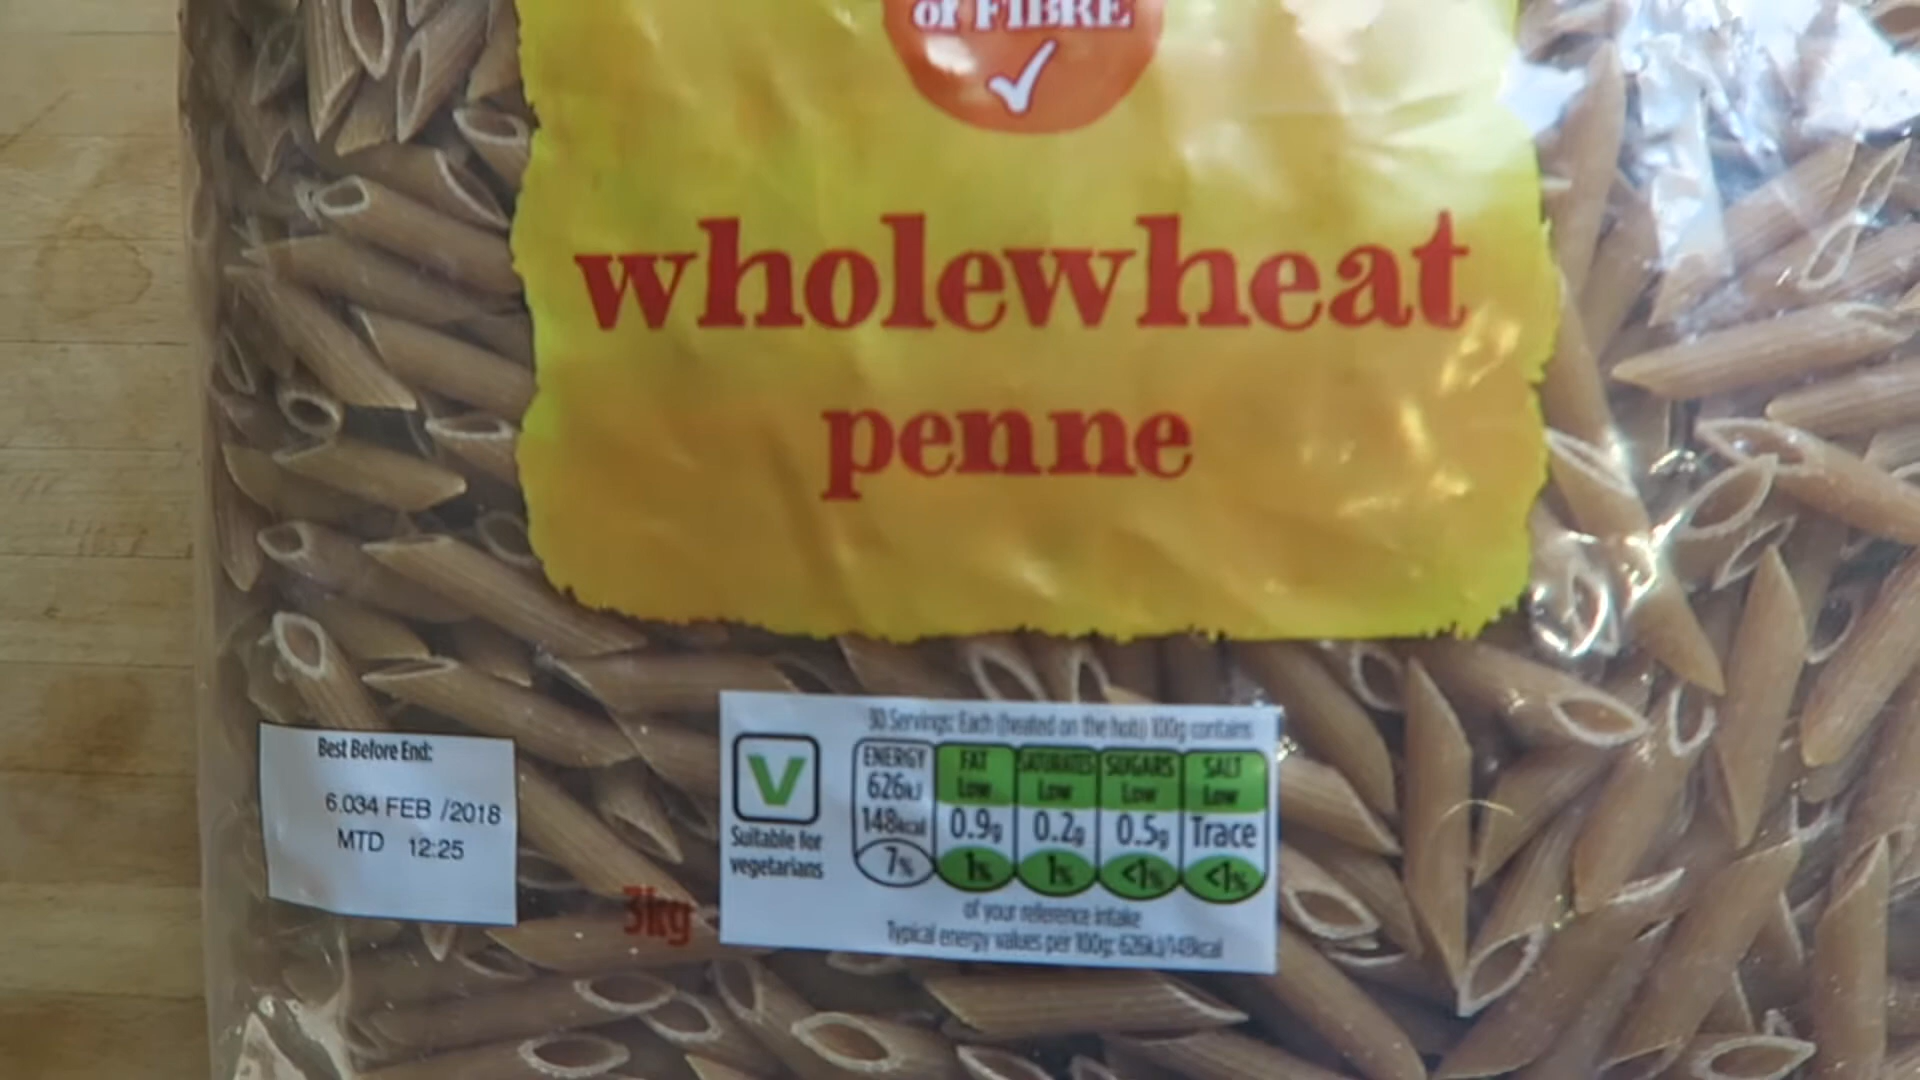 of FIBRE
wholewheat
penne
Best Before End:
6.034 FEB /2018
MTD 12:25
3kg
V
Suitable for
vegetarians
30 Servings: Each (heated on the hob) 100g contains
ENERGY
626kJ
148kcal
7%
FAT
Low
0.9g
1%
SATURATES
Low
0.2g
1%
SUGARS
Low
0.5g
<1%
SALT
Low
Trace
<1%
of your reference intake
Typical energy values per 100g: 626kJ/148kcal